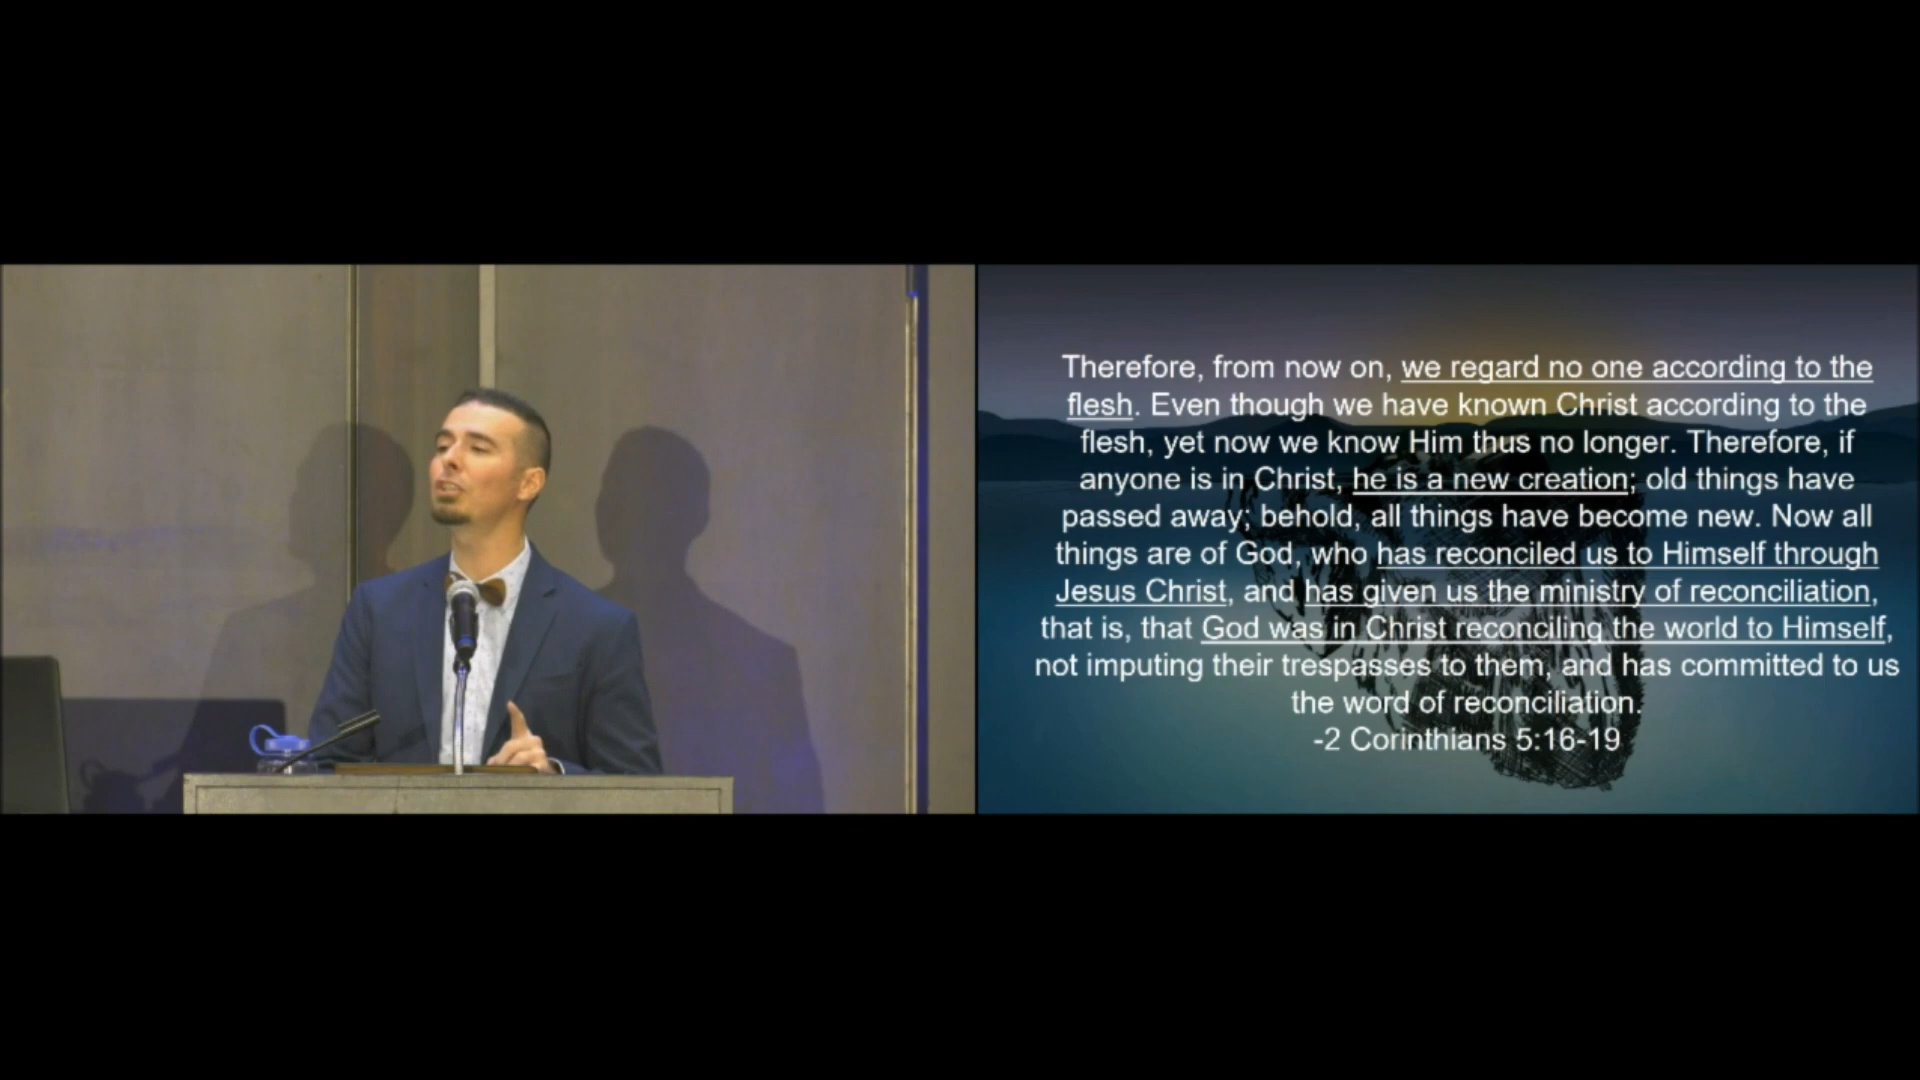 Therefore, from now on, we regard no one according to the
flesh. Even though we have known Christ according to the
flesh, yet now we know Him thus no longer. Therefore, if
anyone is in Christ, he is a new creation; old things have
passed away; behold, all things have become new. Now all
things are of God, who has reconciled us to Himself through
Jesus Christ, and has given us the ministry of reconciliation,
that is, that God was in Christ reconciling the world to Himself,
not imputing their trespasses to them, and has committed to us
the word of reconciliation.
-2 Corinthians 5:16-19